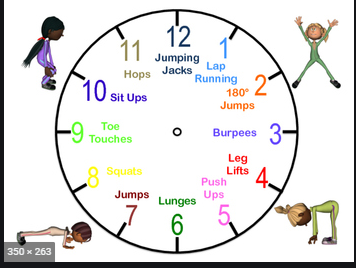 12
Jumping
Jacks
1
Lap
Running
2
180°
Jumps
3
Burpees
4
Leg
Lifts
5
Push
Ups
6
Lunges
7
Jumps
8
Squats
9
Toe
Touches
10
Sit Ups
11
Hops
350 × 263